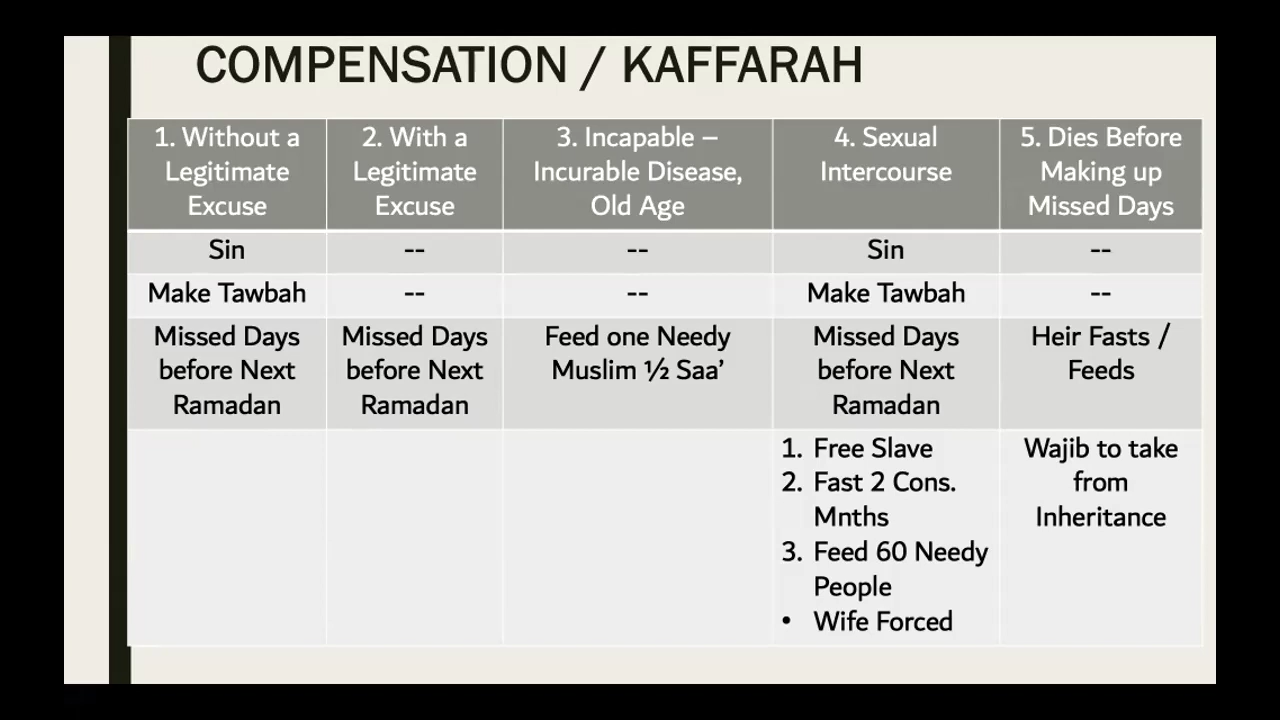 COMPENSATION / KAFFARAH
1. Without a
Legitimate
Excuse
2. With a
Legitimate
Excuse
3. Incapable –
Incurable Disease,
Old Age
4. Sexual
Intercourse
5. Dies Before
Making up
Missed Days
Sin
--
--
Sin
--
Make Tawbah
--
--
Make Tawbah
--
Missed Days
before Next
Ramadan
Missed Days
before Next
Ramadan
Feed one Needy
Muslim ½ Saa’
Missed Days
before Next
Ramadan
Heir Fasts /
Feeds
1. Free Slave
2. Fast 2 Cons.
Mnths
3. Feed 60 Needy
People
• Wife Forced
Wajib to take
from
Inheritance